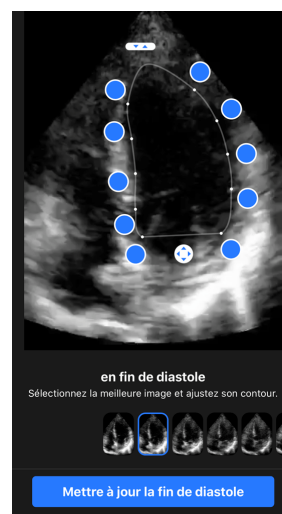 en fin de diastole
Sélectionnez la meilleure image et ajustez son contour.
Mettre à jour la fin de diastole